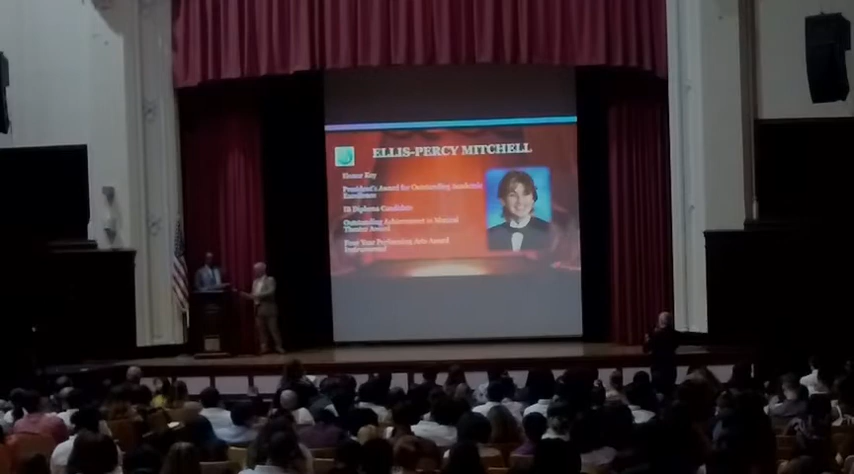 ELLIS-PERCY MITCHELL
Honor Key
President's Award for Outstanding Academic
Excellence
IB Diploma Candidate
Outstanding Achievement in Musical
Theater Award
Four Year Performing Arts Award
Instrumental